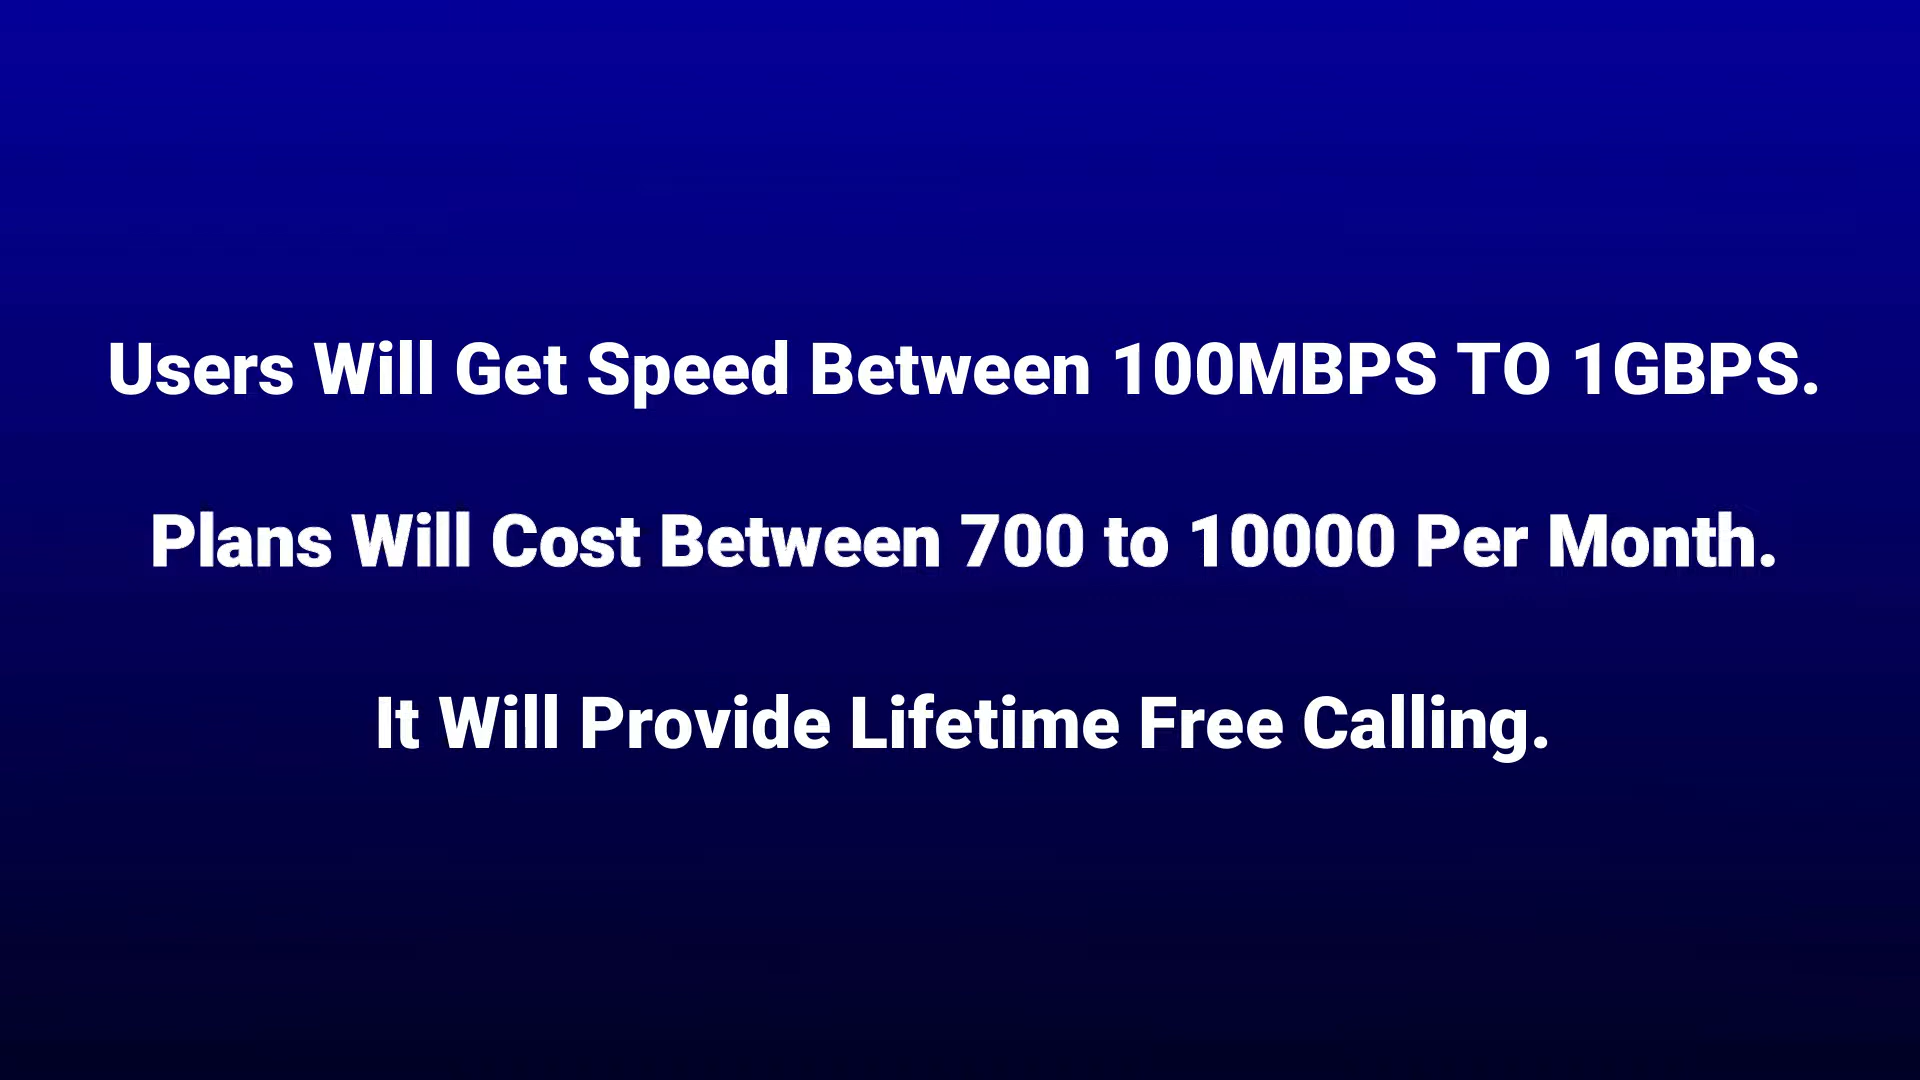 Users Will Get Speed Between 100MBPS TO 1GBPS.
Plans Will Cost Between 700 to 10000 Per Month.
It Will Provide Lifetime Free Calling.